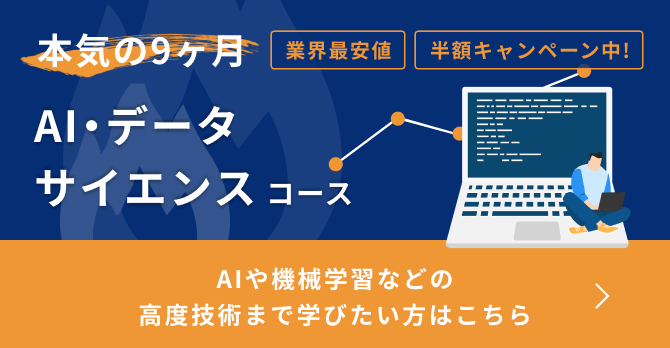 本気の9ヶ月
業界最安値
半額キャンペーン中!
AI・データ
サイエンス コース
AIや機械学習などの
高度技術まで学びたい方はこちら